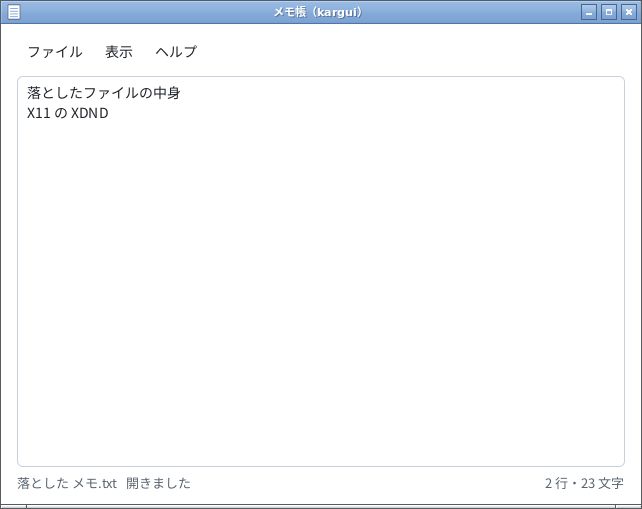 メモ帳（kargui）
ファイル 表示 ヘルプ
落としたファイルの中身
X11 の XDND
落とした メモ.txt 開きました 2 行・23 文字